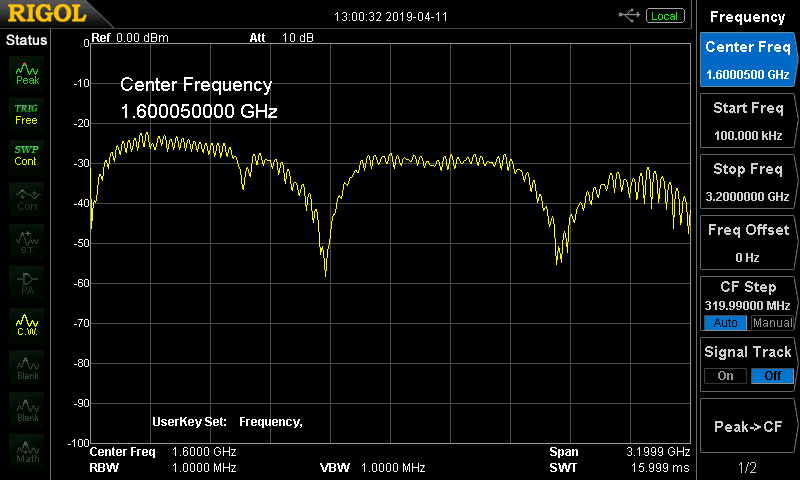 RIGOL
13:00:32 2019-04-11
Local
Status
Ref 0.00 dBm Att 10 dB
Peak
TRIG
Free
SWP
Cont
Corr
S.T.
PA
C.W.
Blank
Blank
Math
0
-10
-20
-30
-40
-50
-60
-70
-80
-90
-100
Center Frequency
1.600050000 GHz
UserKey Set: Frequency,
Center Freq 1.6000 GHz Span 3.1999 GHz
RBW 1.0000 MHz VBW 1.0000 MHz SWT 15.999 ms
Frequency
Center Freq
1.6000500 GHz
Start Freq
100.000 kHz
Stop Freq
3.2000000 GHz
Freq Offset
0 Hz
CF Step
319.99000 MHz
Auto Manual
Signal Track
On Off
Peak->CF
1/2